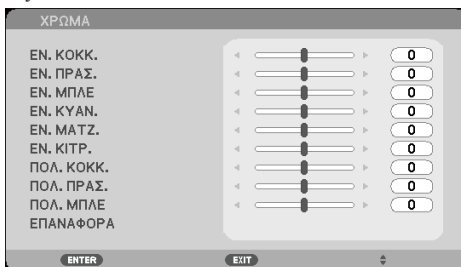 ΧΡΩΜΑ
ΕΝ. ΚΟΚΚ. 0
ΕΝ. ΠΡΑΣ. 0
ΕΝ. ΜΠΛΕ 0
ΕΝ. ΚΥΑΝ. 0
ΕΝ. ΜΑΤΖ. 0
ΕΝ. ΚΙΤΡ. 0
ΠΟΛ. ΚΟΚΚ. 0
ΠΟΛ. ΠΡΑΣ. 0
ΠΟΛ. ΜΠΛΕ 0
ΕΠΑΝΑΦΟΡΑ
ENTER EXIT